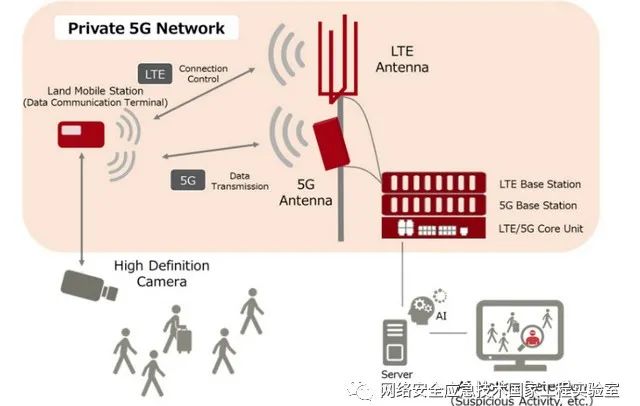 Private 5G Network
LTE
Connection
Control
LTE
Antenna
Land Mobile Station
(Data Communication Terminal)
5G
Data
Transmission
5G
Antenna
LTE Base Station
5G Base Station
LTE/5G Core Unit
High Definition
Camera
AI
Server
网络安全应急技术国家工程实验室
(Suspicious Activity, etc.)